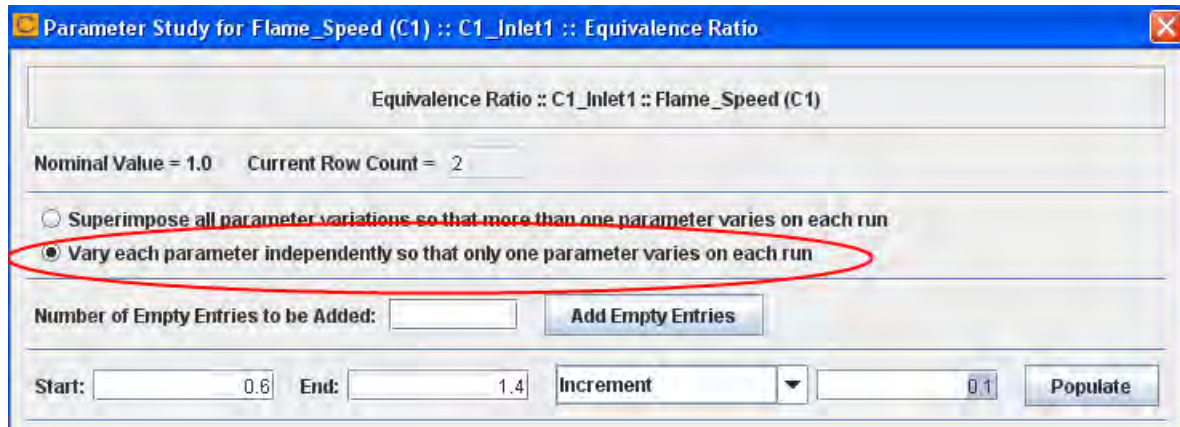 Parameter Study for Flame_Speed (C1) :: C1_Inlet1 :: Equivalence Ratio
Equivalence Ratio :: C1_Inlet1 :: Flame_Speed (C1)
Nominal Value = 1.0 Current Row Count = 2
Superimpose all parameter variations so that more than one parameter varies on each run
Vary each parameter independently so that only one parameter varies on each run
Number of Empty Entries to be Added: Add Empty Entries
Start: 0.6 End: 1.4 Increment 0.1 Populate